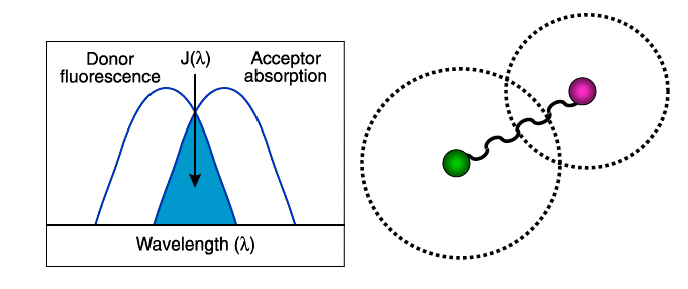 Donor
fluorescence
J(λ)
Acceptor
absorption
Wavelength (λ)